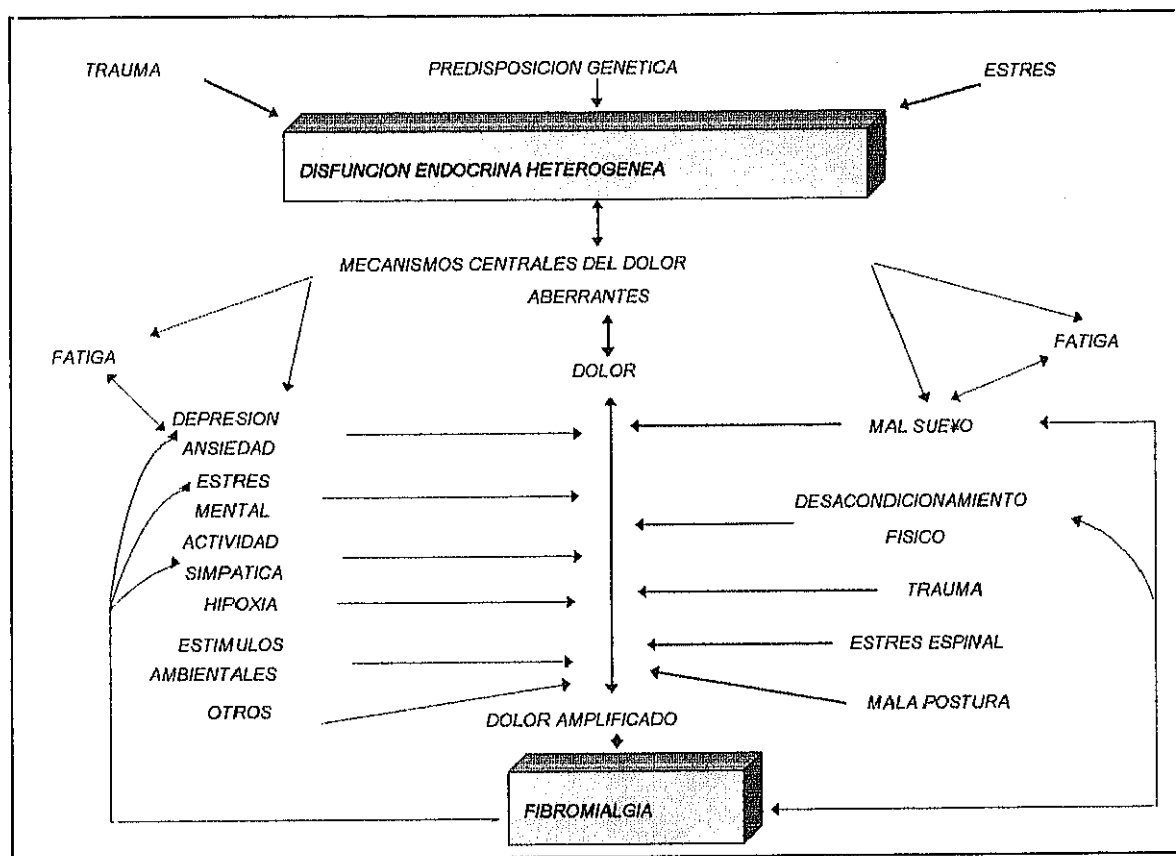 TRAUMA
PREDISPOSICION GENETICA
ESTRES
DISFUNCION ENDOCRINA HETEROGENEA
MECANISMOS CENTRALES DEL DOLOR
ABERRANTES
FATIGA
FATIGA
DOLOR
DEPRESION
ANSIEDAD
MAL SUE¥O
ESTRES
MENTAL
DESACONDICIONAMIENTO
FISICO
ACTIVIDAD
SIMPATICA
HIPOXIA
TRAUMA
ESTIMULOS
AMBIENTALES
ESTRES ESPINAL
OTROS
MALA POSTURA
DOLOR AMPLIFICADO
FIBROMIALGIA